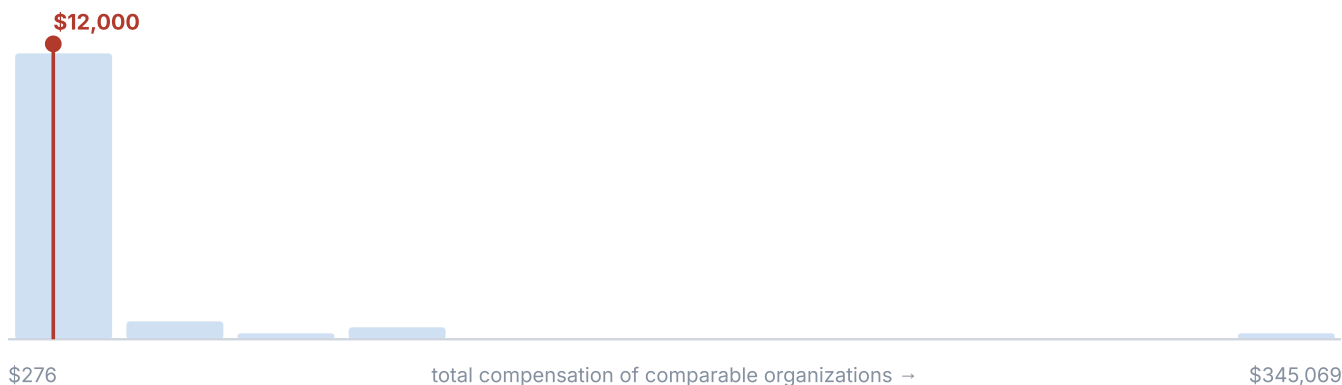 $12,000
$276 total compensation of comparable organizations → $345,069